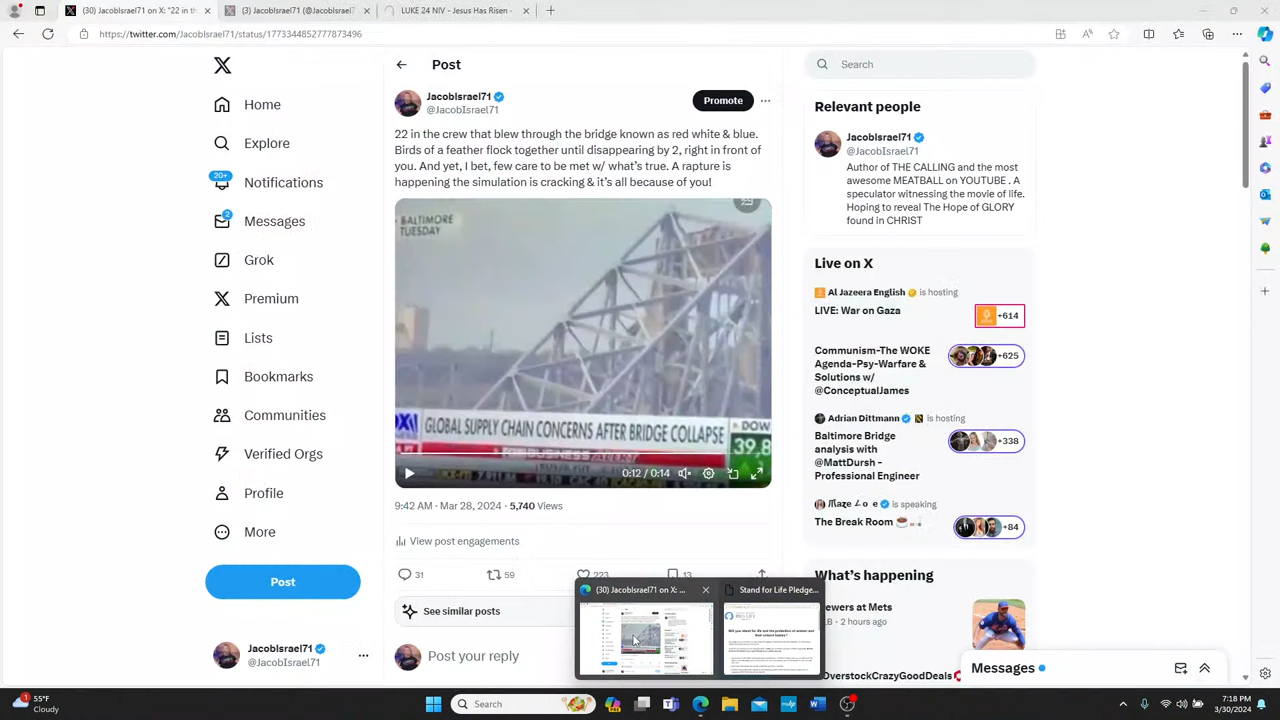 (30) JacobIsrael71 on X: "22 in th
(3) JacobIsrael71 (@JacobIsrael7
LUKE 24 NIV - Jesus Has Risen -
https://twitter.com/JacobIsrael71/status/1773344852777873496
Home
Explore
20+
Notifications
2
Messages
Grok
Premium
Lists
Bookmarks
Communities
Verified Orgs
Profile
More
Post
JacobIsrael71
@JacobIsrael71
Post
JacobIsrael71
@JacobIsrael71
Promote
22 in the crew that blew through the bridge known as red white & blue.
Birds of a feather flock together until disappearing by 2, right in front of
you. And yet, I bet, few care to be met w/ what's true. A rapture is
happening the simulation is cracking & it's all because of you!
BALTIMORE
TUESDAY
GLOBAL SUPPLY CHAIN CONCERNS AFTER BRIDGE COLLAPSE
DOW
39,8
0:12 / 0:14
9:42 AM · Mar 28, 2024 · 5,740 Views
View post engagements
31
59
223
13
See similar posts
Post your reply
(30) JacobIsrael71 on X: ...
Stand for Life Pledge...
Search
Relevant people
JacobIsrael71
@JacobIsrael71
Author of THE CALLING and the most
awesome MEATBALL on YOUTUBE . A
speculator witnessing the movie of life.
Hoping to reveal The Hope of GLORY
found in CHRIST
Live on X
Al Jazeera English is hosting
LIVE: War on Gaza
+614
Communism-The WOKE
Agenda-Psy-Warfare &
Solutions w/
@ConceptualJames
+625
Adrian Dittmann is hosting
Baltimore Bridge
analysis with
@MattDursh -
Professional Engineer
+338
is speaking
The Break Room
+84
What's happening
ewers at Mets
· 2 hours ago
Messages
OverstockCrazyGoodDeals
1
55°F
Cloudy
Search
7:18 PM
3/30/2024